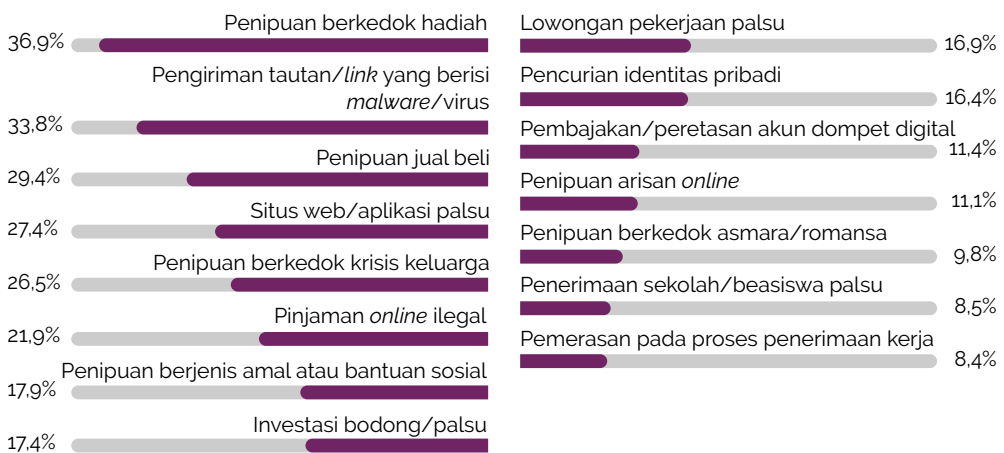 Penipuan berkedok hadiah
36,9%
Pengiriman tautan/link yang berisi
malware/virus
33,8%
Penipuan jual beli
29,4%
Situs web/aplikasi palsu
27,4%
Penipuan berkedok krisis keluarga
26,5%
Pinjaman online ilegal
21,9%
Penipuan berjenis amal atau bantuan sosial
17,9%
Investasi bodong/palsu
17,4%
Lowongan pekerjaan palsu
16,9%
Pencurian identitas pribadi
16,4%
Pembajakan/peretasan akun dompet digital
11,4%
Penipuan arisan online
11,1%
Penipuan berkedok asmara/romansa
9,8%
Penerimaan sekolah/beasiswa palsu
8,5%
Pemerasan pada proses penerimaan kerja
8,4%